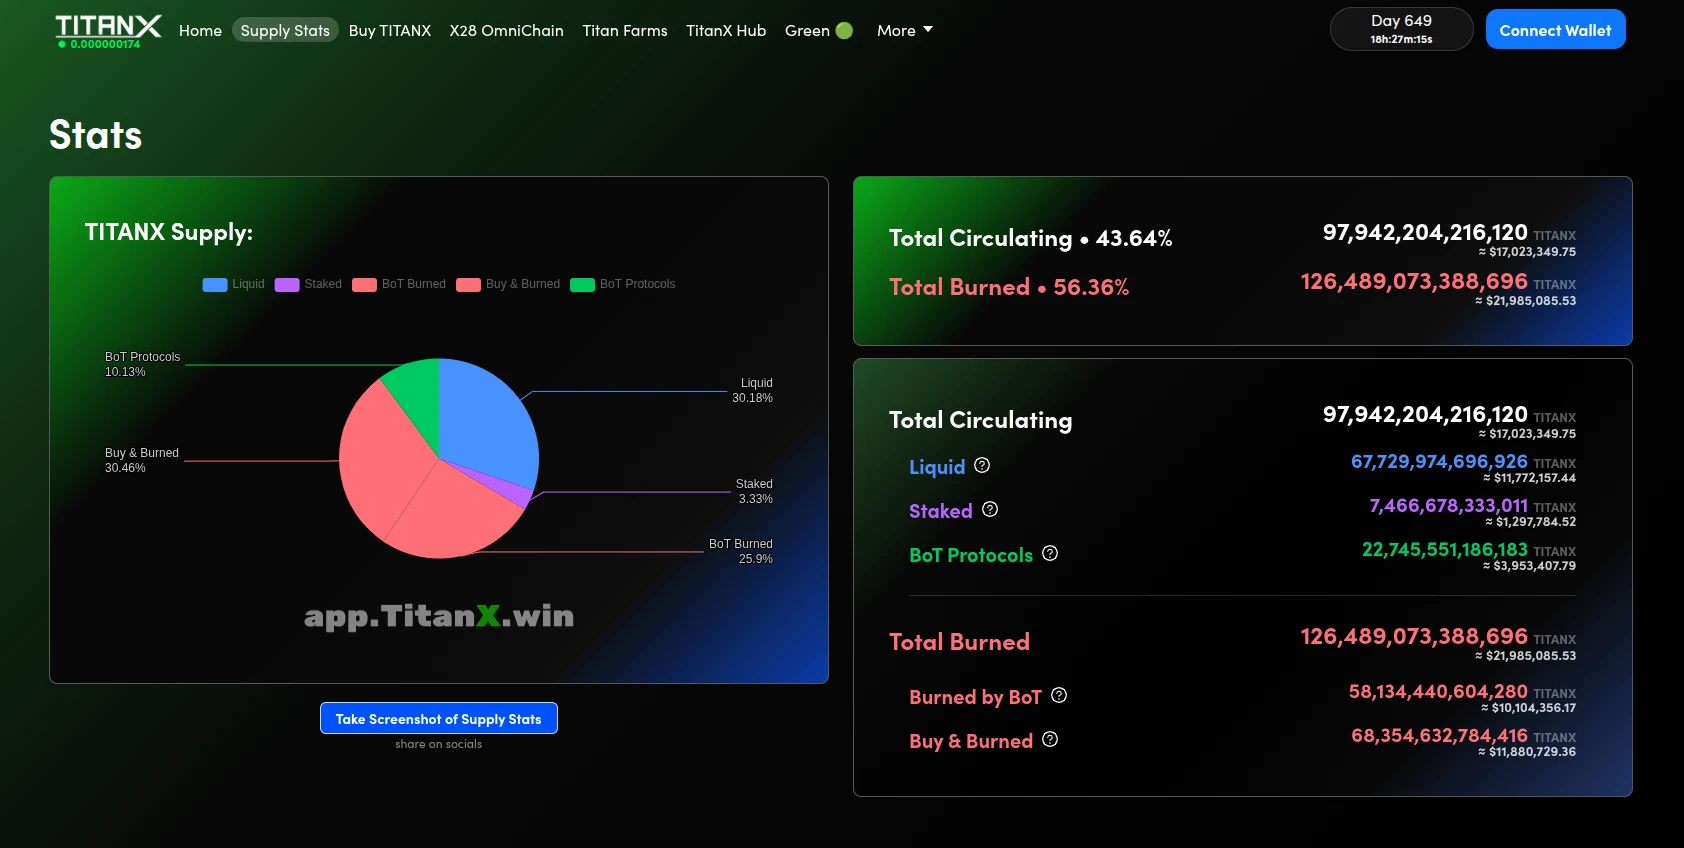 TITANX
0.000000174
Home
Supply Stats
Buy TITANX
X28 OmniChain
Titan Farms
TitanX Hub
Green
More
Day 649
18h:27m:15s
Connect Wallet
Stats
TITANX Supply:
Liquid
Staked
BoT Burned
Buy & Burned
BoT Protocols
BoT Protocols
10.13%
Liquid
30.18%
Buy & Burned
30.46%
Staked
3.33%
BoT Burned
25.9%
app.TitanX.win
Take Screenshot of Supply Stats
share on socials
Total Circulating • 43.64%
97,942,204,216,120 TITANX
≈ $17,023,349.75
Total Burned • 56.36%
126,489,073,388,696 TITANX
≈ $21,985,085.53
Total Circulating
97,942,204,216,120 TITANX
≈ $17,023,349.75
Liquid ?
67,729,974,696,926 TITANX
≈ $11,772,157.44
Staked ?
7,466,678,333,011 TITANX
≈ $1,297,784.52
BoT Protocols ?
22,745,551,186,183 TITANX
≈ $3,953,407.79
Total Burned
126,489,073,388,696 TITANX
≈ $21,985,085.53
Burned by BoT ?
58,134,440,604,280 TITANX
≈ $10,104,356.17
Buy & Burned ?
68,354,632,784,416 TITANX
≈ $11,880,729.36